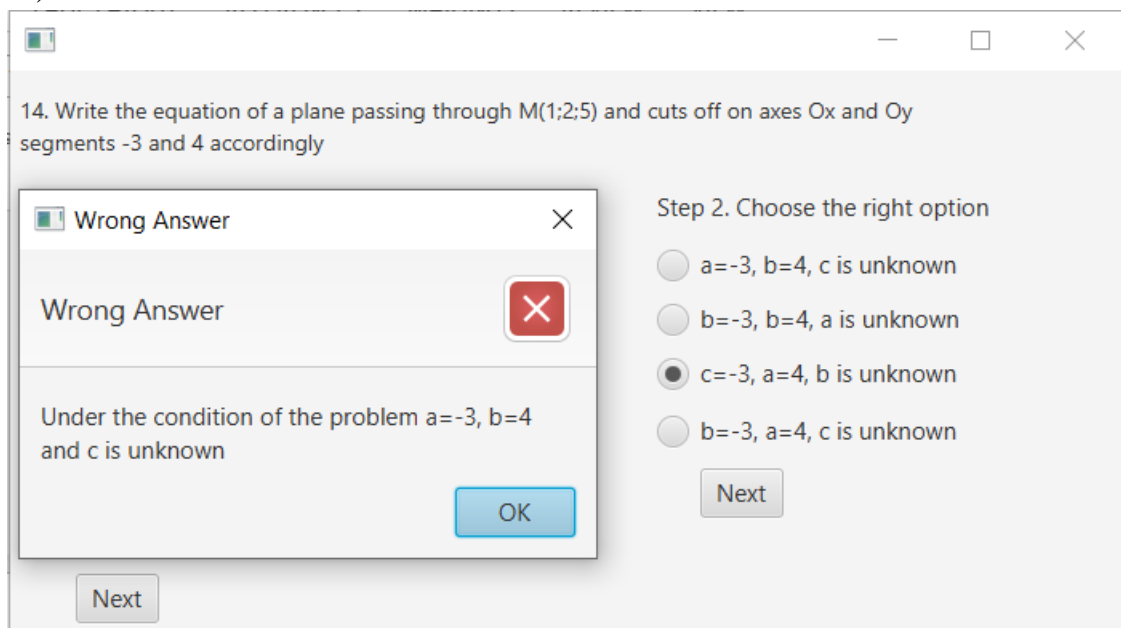 14. Write the equation of a plane passing through M(1;2;5) and cuts off on axes Ox and Oy
segments -3 and 4 accordingly
Wrong Answer
Wrong Answer
Under the condition of the problem a=-3, b=4
and c is unknown
OK
Next
Step 2. Choose the right option
a=-3, b=4, c is unknown
b=-3, b=4, a is unknown
c=-3, a=4, b is unknown
b=-3, a=4, c is unknown
Next